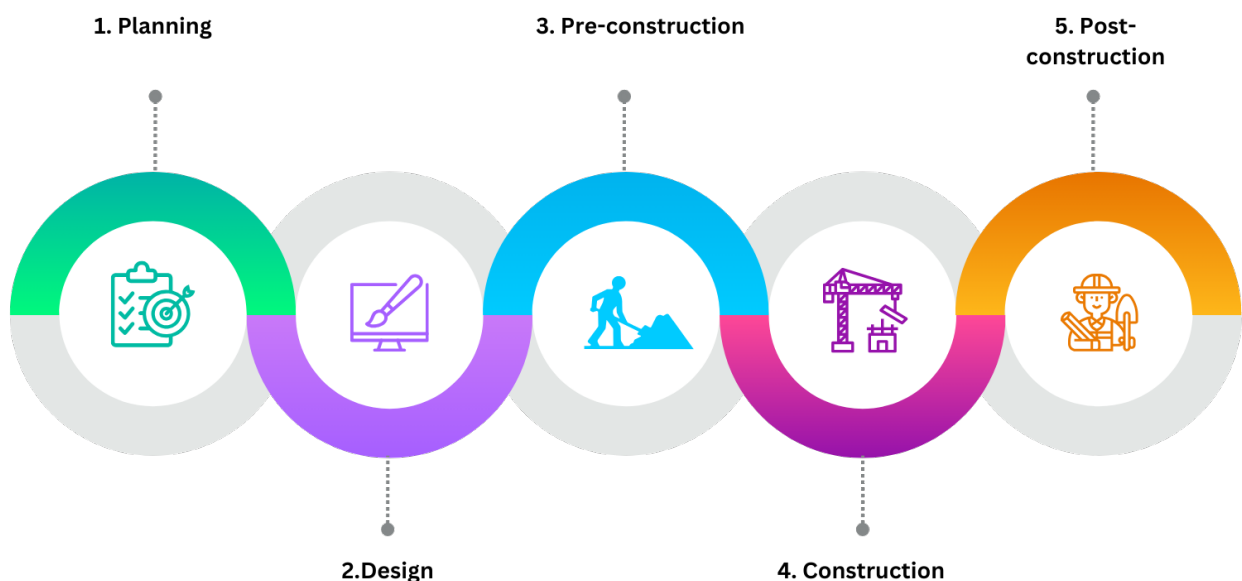 1. Planning
2.Design
3. Pre-construction
4. Construction
5. Post-
construction